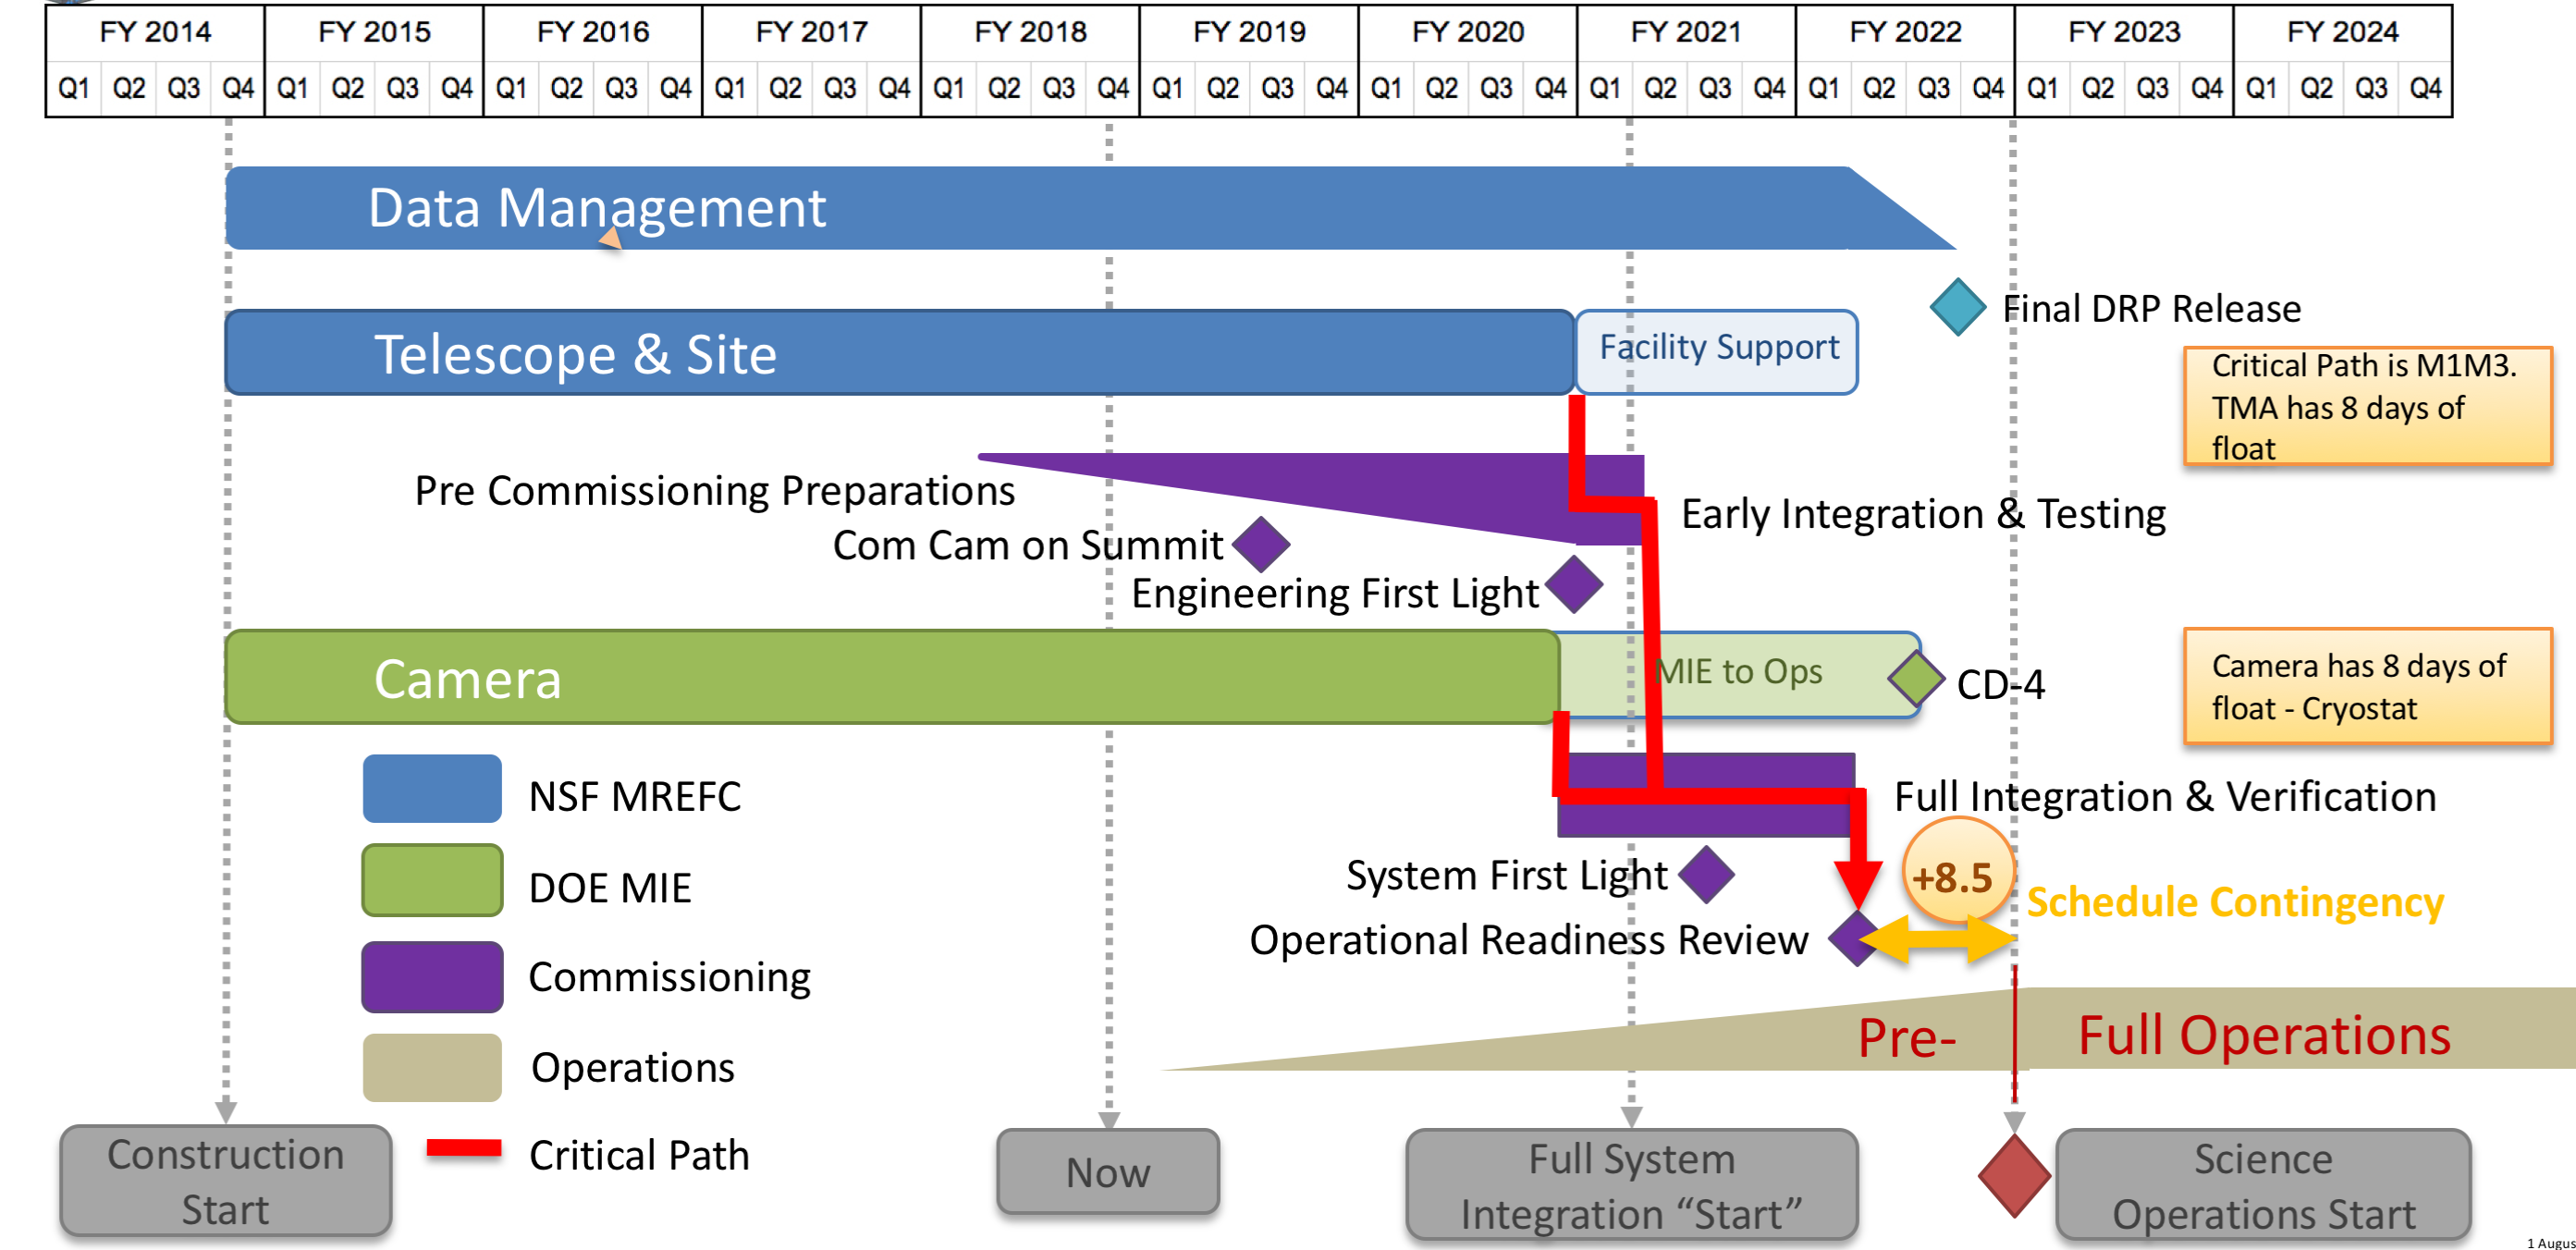 FY 2014 FY 2015 FY 2016 FY 2017 FY 2018 FY 2019 FY 2020 FY 2021 FY 2022 FY 2023 FY 2024
Q1 Q2 Q3 Q4 Q1 Q2 Q3 Q4 Q1 Q2 Q3 Q4 Q1 Q2 Q3 Q4 Q1 Q2 Q3 Q4 Q1 Q2 Q3 Q4 Q1 Q2 Q3 Q4 Q1 Q2 Q3 Q4 Q1 Q2 Q3 Q4 Q1 Q2 Q3 Q4 Q1 Q2 Q3 Q4
Data Management
Final DRP Release
Telescope & Site
Facility Support
Critical Path is M1M3.
TMA has 8 days of
float
Pre Commissioning Preparations
Early Integration & Testing
Com Cam on Summit
Engineering First Light
Camera
MIE to Ops
CD-4
Camera has 8 days of
float - Cryostat
NSF MREFC
Full Integration & Verification
DOE MIE
System First Light
+8.5
Schedule Contingency
Operational Readiness Review
Commissioning
Pre-
Full Operations
Operations
Critical Path
Construction
Start
Now
Full System
Integration “Start”
Science
Operations Start
1 Augus